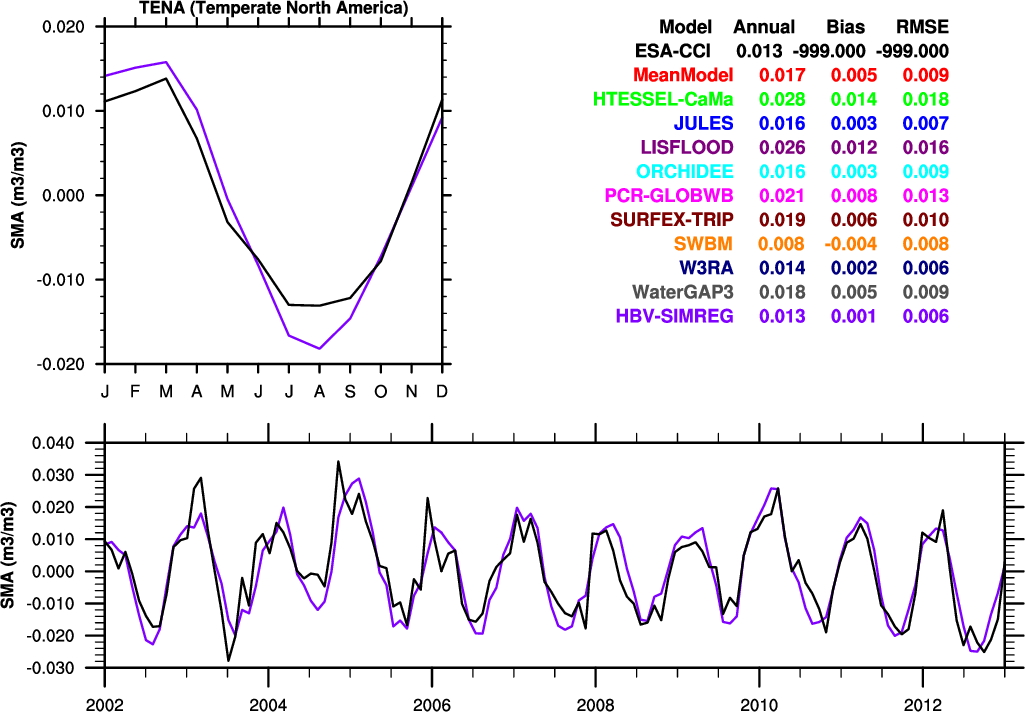 TENA (Temperate North America)
0.020
0.010
0.000
-0.010
-0.020
SMA (m3/m3)
J F M A M J J A S O N D
Model Annual Bias RMSE
ESA-CCI 0.013 -999.000 -999.000
MeanModel 0.017 0.005 0.009
HTESSEL-CaMa 0.028 0.014 0.018
JULES 0.016 0.003 0.007
LISFLOOD 0.026 0.012 0.016
ORCHIDEE 0.016 0.003 0.009
PCR-GLOBWB 0.021 0.008 0.013
SURFEX-TRIP 0.019 0.006 0.010
SWBM 0.008 -0.004 0.008
W3RA 0.014 0.002 0.006
WaterGAP3 0.018 0.005 0.009
HBV-SIMREG 0.013 0.001 0.006
0.040
0.030
0.020
0.010
0.000
-0.010
-0.020
-0.030
SMA (m3/m3)
2002 2004 2006 2008 2010 2012